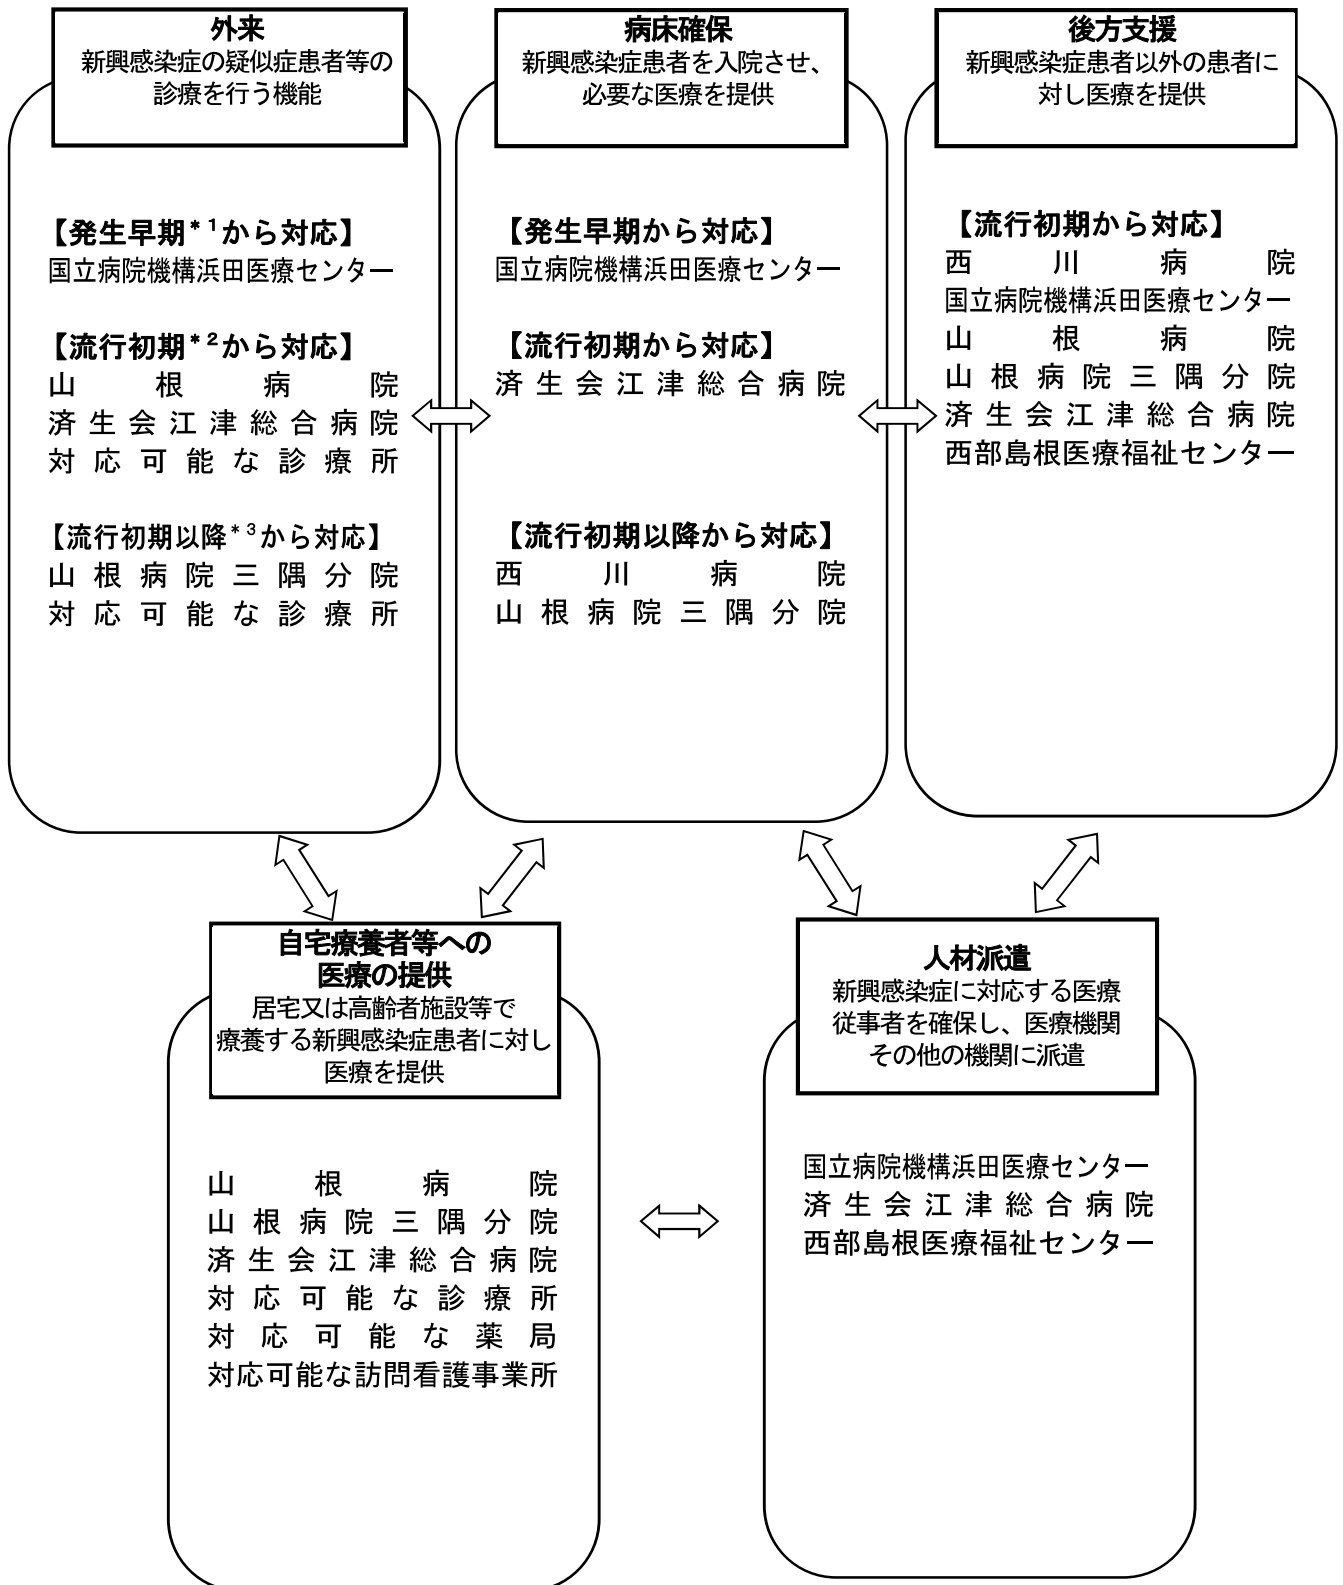 外来
新興感染症の疑似症患者等の
診療を行う機能
【発生早期*1から対応】
国立病院機構浜田医療センター
【流行初期*2から対応】
山根病院
済生会江津総合病院
対応可能な診療所
【流行初期以降*3から対応】
山根病院三隅分院
対応可能な診療所
病床確保
新興感染症患者を入院させ、
必要な医療を提供
【発生早期から対応】
国立病院機構浜田医療センター
【流行初期から対応】
済生会江津総合病院
【流行初期以降から対応】
西川病院
山根病院三隅分院
後方支援
新興感染症患者以外の患者に
対し医療を提供
【流行初期から対応】
西川病院
国立病院機構浜田医療センター
山根病院
山根病院三隅分院
済生会江津総合病院
西部島根医療福祉センター
自宅療養者等への
医療の提供
居宅又は高齢者施設等で
療養する新興感染症患者に対し
医療を提供
山根病院
山根病院三隅分院
済生会江津総合病院
対応可能な診療所
対応可能な薬局
対応可能な訪問看護事業所
人材派遣
新興感染症に対応する医療
従事者を確保し、医療機関
その他の機関に派遣
国立病院機構浜田医療センター
済生会江津総合病院
西部島根医療福祉センター